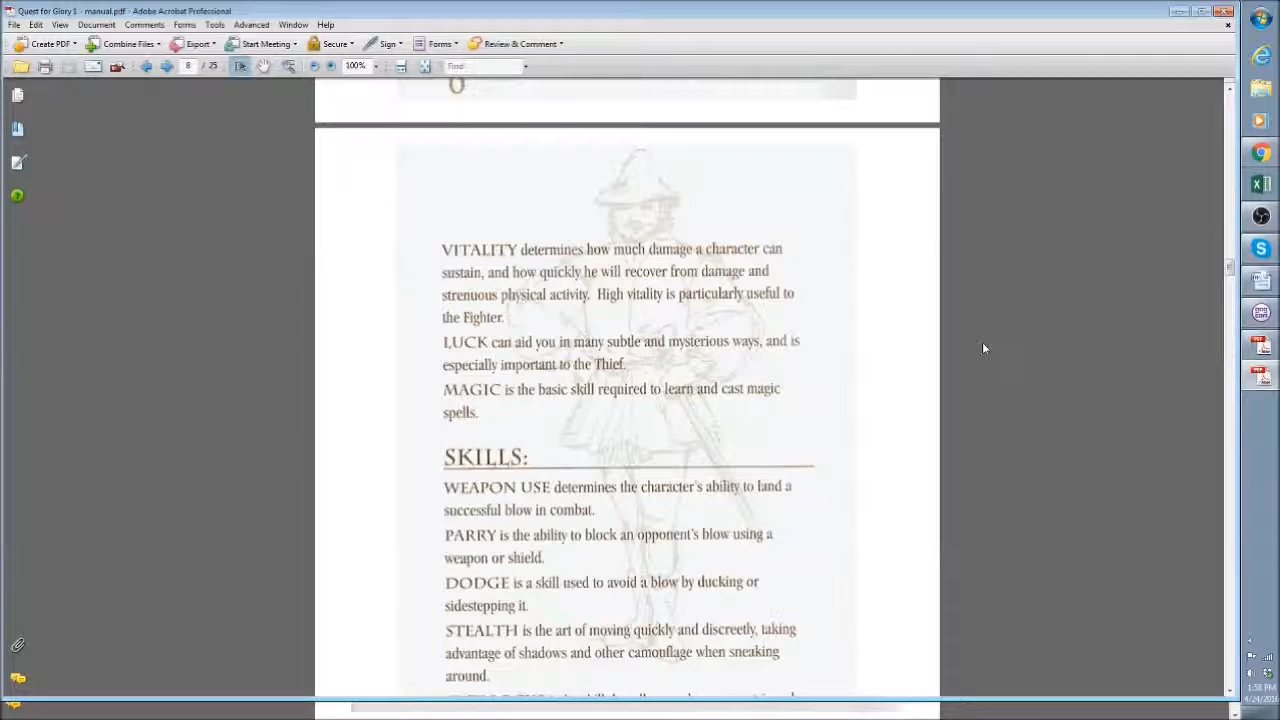 Quest for Glory 1 - manual.pdf - Adobe Acrobat Professional
File Edit View Document Comments Forms Tools Advanced Window Help
Create PDF Combine Files Export Start Meeting Secure Sign Forms Review & Comment
8 / 25 100% Find
VITALITY determines how much damage a character can
sustain, and how quickly he will recover from damage and
strenuous physical activity. High vitality is particularly useful to
the Fighter.
LUCK can aid you in many subtle and mysterious ways, and is
especially important to the Thief.
MAGIC is the basic skill required to learn and cast magic
spells.
SKILLS:
WEAPON USE determines the character's ability to land a
successful blow in combat.
PARRY is the ability to block an opponent's blow using a
weapon or shield.
DODGE is a skill used to avoid a blow by ducking or
sidestepping it.
STEALTH is the art of moving quickly and discreetly, taking
advantage of shadows and other camouflage when sneaking
around.
1:58 PM
4/24/2016